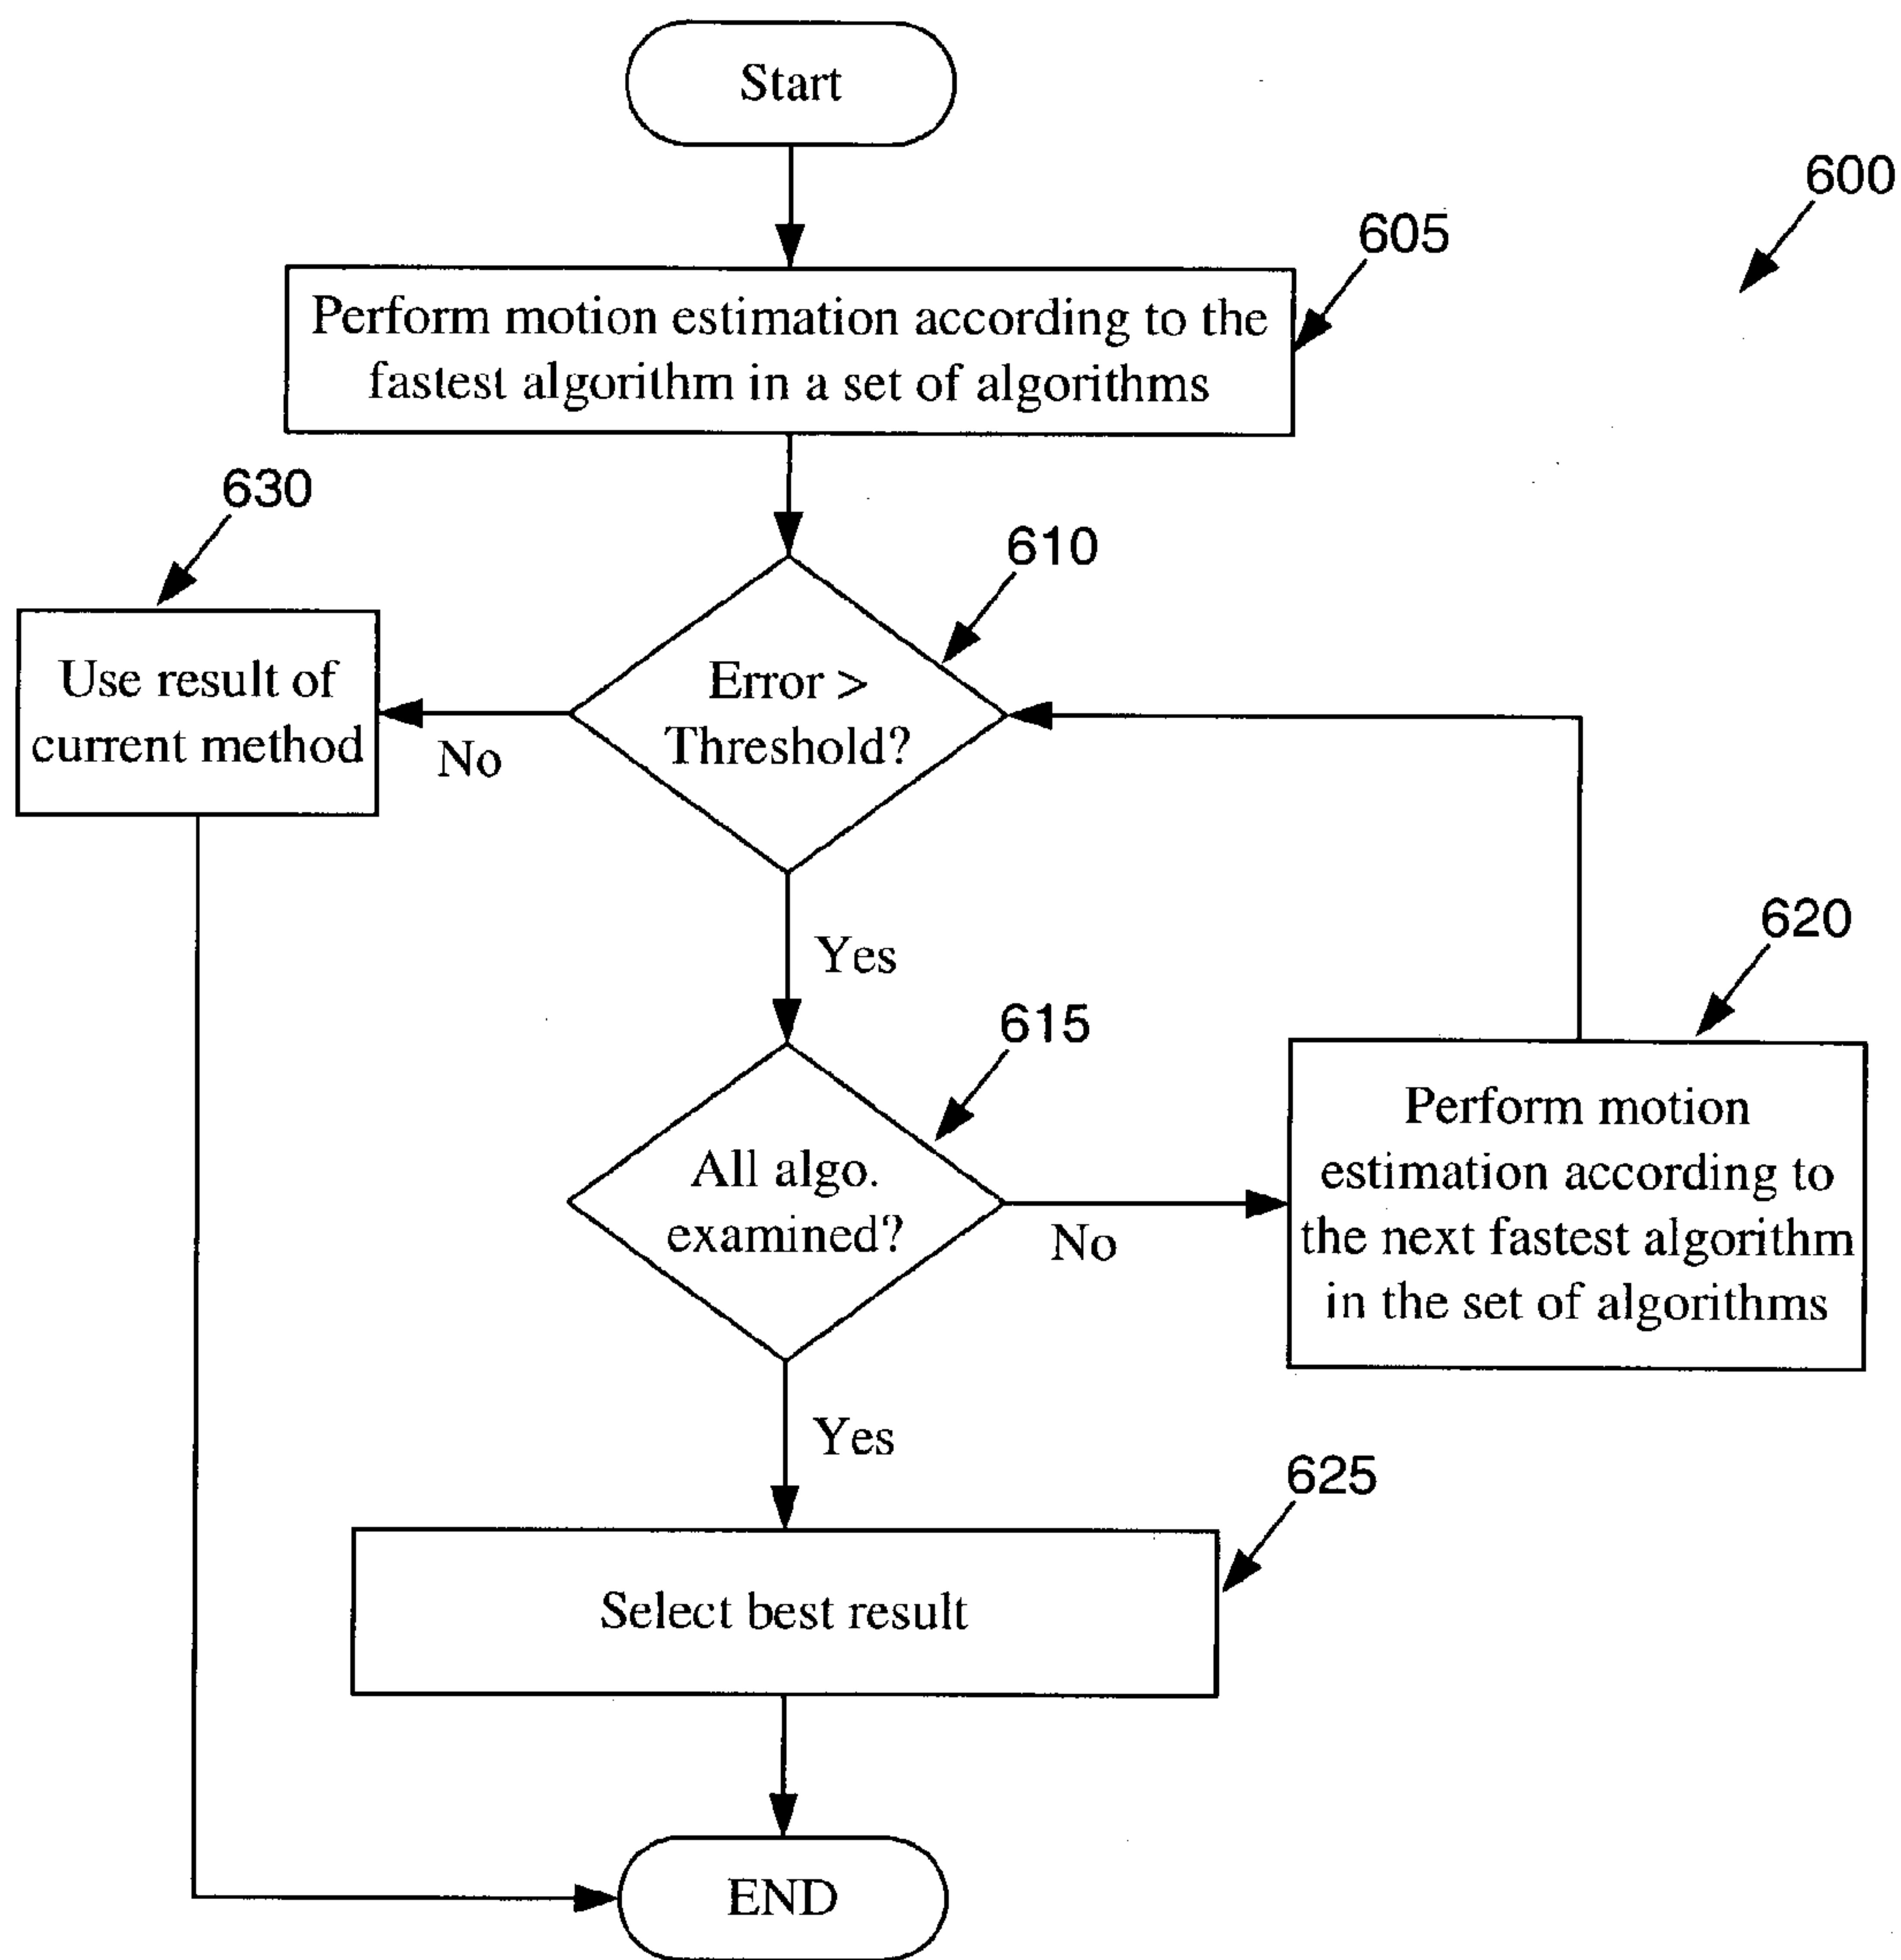 Start
600
605
Perform motion estimation according to the
fastest algorithm in a set of algorithms
630
610
Use result of
current method
No
Error >
Threshold?
Yes
620
615
All algo.
examined?
No
Perform motion
estimation according to
the next fastest algorithm
in the set of algorithms
Yes
625
Select best result
END